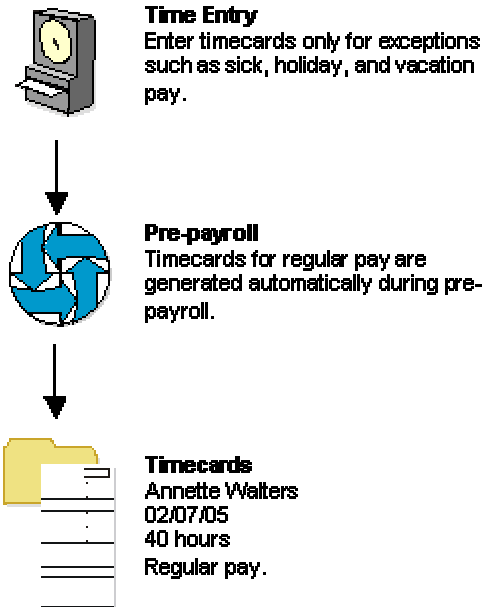 Time Entry
Enter timecards only for exceptions
such as sick, holiday, and vacation
pay.
Pre-payroll
Timecards for regular pay are
generated automatically during pre-
payroll.
Timecards
Annette Walters
02/07/05
40 hours
Regular pay.